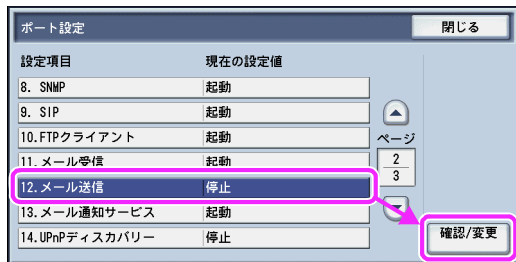 ポート設定 閉じる
設定項目 現在の設定値
8. SNMP 起動
9. SIP 起動
10.FTPクライアント 起動
ページ
11.メール受信 起動
2
3
12.メール送信 停止
13.メール通知サービス 起動
14.UPnPディスカバリー 停止
確認/変更